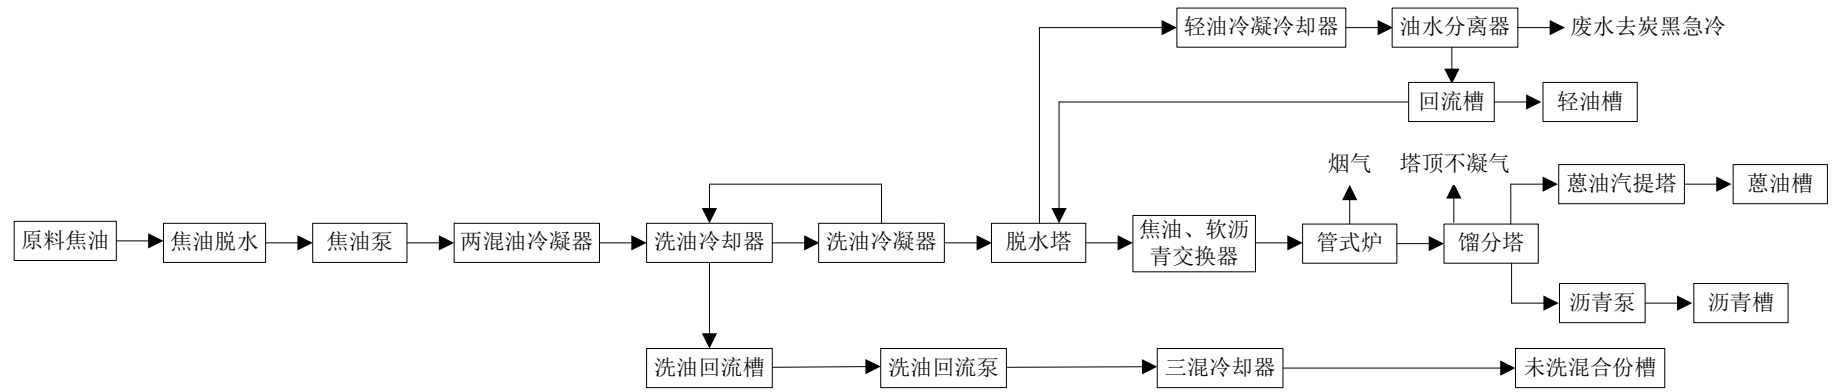 轻油冷凝冷却器
油水分离器
废水去炭黑急冷
回流槽
轻油槽
烟气
塔顶不凝气
蒽油汽提塔
蒽油槽
原料焦油
焦油脱水
焦油泵
两混油冷凝器
洗油冷却器
洗油冷凝器
脱水塔
焦油、软沥
青交换器
管式炉
馏分塔
沥青泵
沥青槽
洗油回流槽
洗油回流泵
三混冷却器
未洗混合份槽